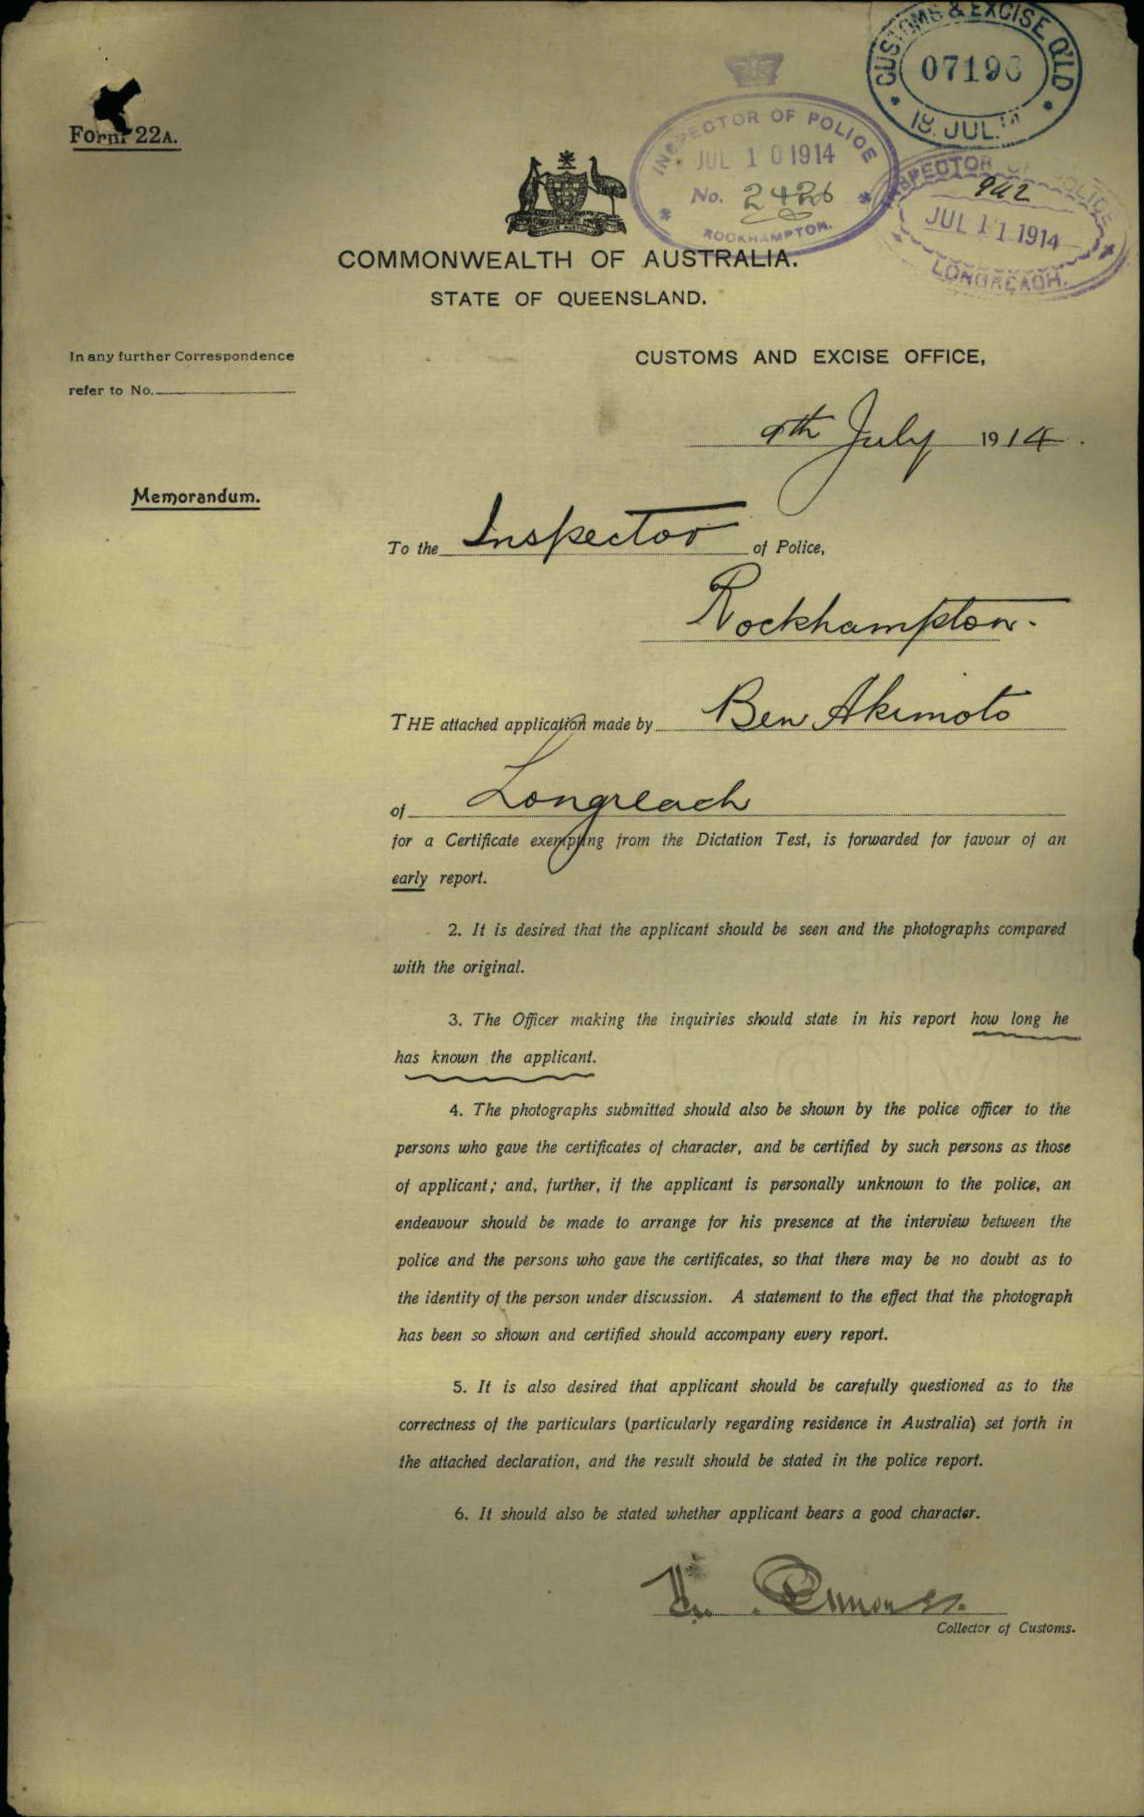 CUSTOMS & EXCISE Q'LD
0719
18. JUL.
Form 22A.
INSPECTOR OF POLICE
JUL 10 1914
No. 2426
ROCKHAMPTON.
INSPECTOR OF POLICE
942
JUL 11 1914
LONGREACH.
COMMONWEALTH OF AUSTRALIA.
STATE OF QUEENSLAND.
In any further Correspondence
refer to No.
CUSTOMS AND EXCISE OFFICE,
9th July 1914.
Memorandum.
To the Inspector of Police,
Rockhampton.
THE attached application made by Ben Akimoto
of Longreach
for a Certificate exempting from the Dictation Test, is forwarded for favour of an
early report.
2. It is desired that the applicant should be seen and the photographs compared
with the original.
3. The Officer making the inquiries should state in his report how long he
has known the applicant.
4. The photographs submitted should also be shown by the police officer to the
persons who gave the certificates of character, and be certified by such persons as those
of applicant; and, further, if the applicant is personally unknown to the police, an
endeavour should be made to arrange for his presence at the interview between the
police and the persons who gave the certificates, so that there may be no doubt as to
the identity of the person under discussion. A statement to the effect that the photograph
has been so shown and certified should accompany every report.
5. It is also desired that applicant should be carefully questioned as to the
correctness of the particulars (particularly regarding residence in Australia) set forth in
the attached declaration, and the result should be stated in the police report.
6. It should also be stated whether applicant bears a good character.
Collector of Customs.